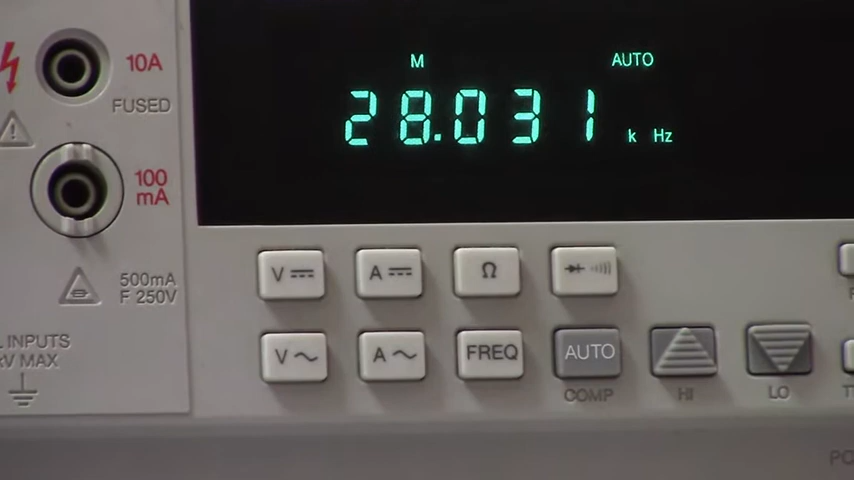 10A
FUSED
100
mA
500mA
F 250V
INPUTS
MAX
M AUTO
28.031 k Hz
V A Ω
V A FREQ AUTO
COMP HI LO